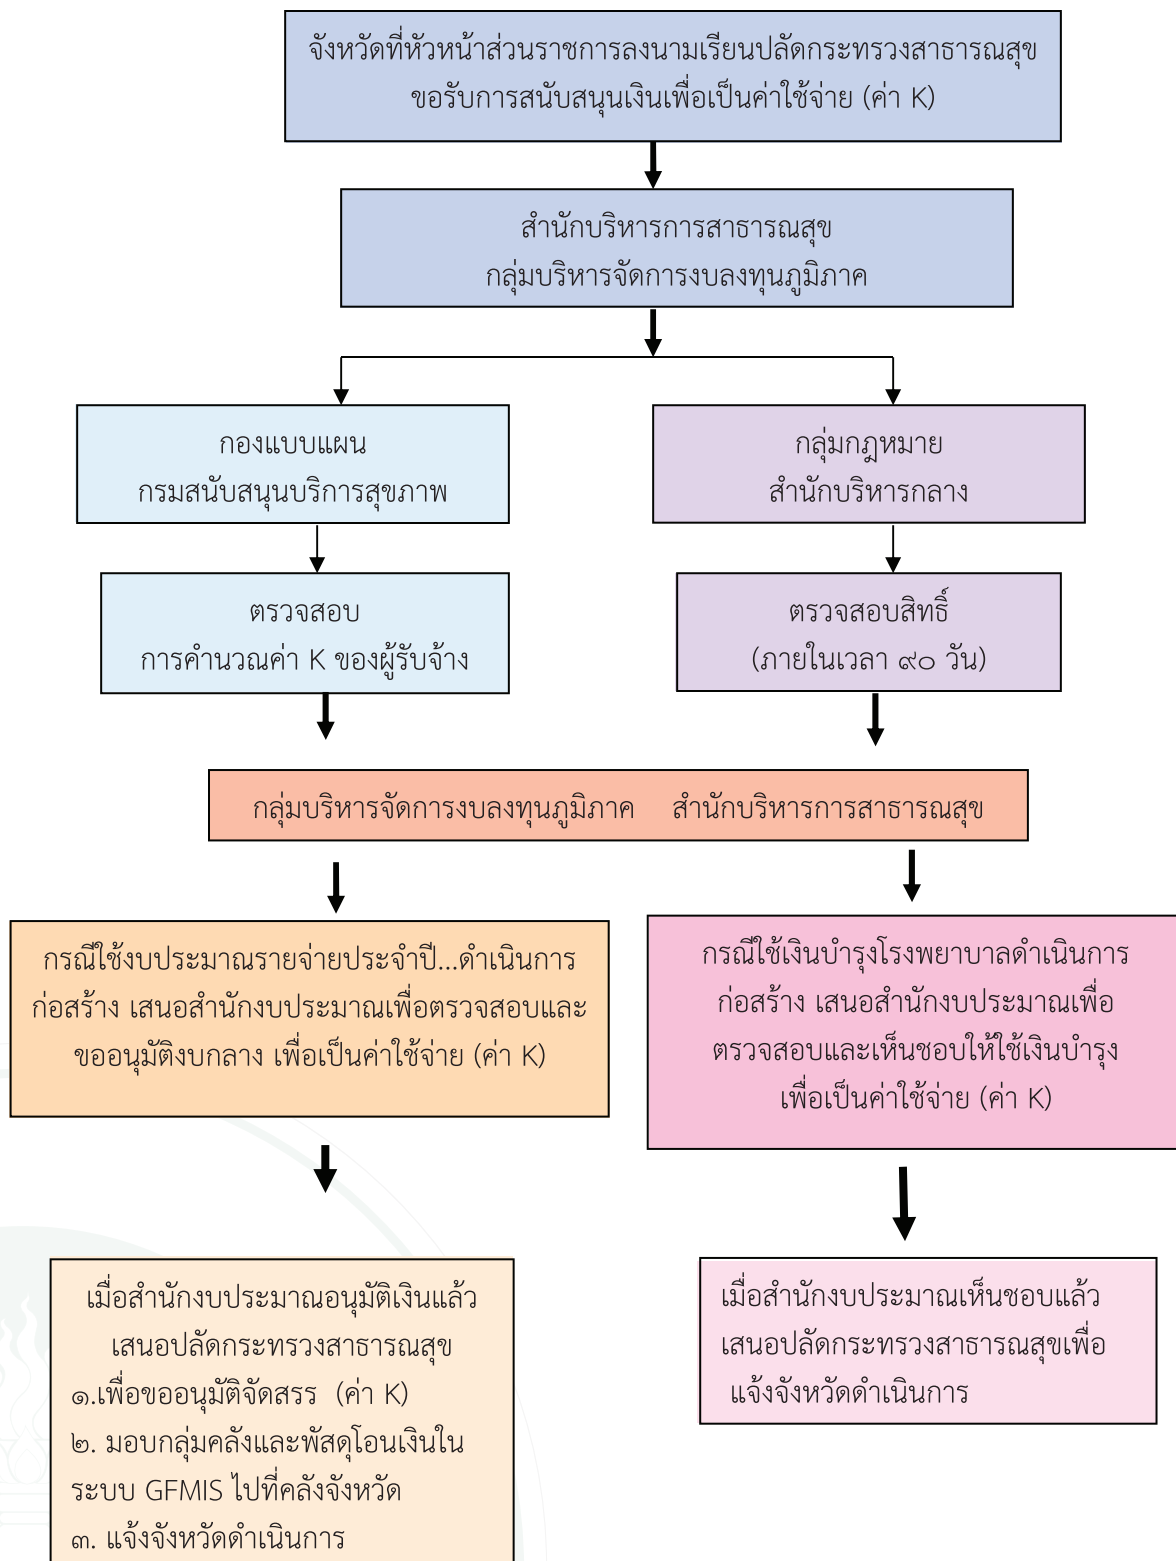 จังหวัดที่หัวหน้าส่วนราชการลงนามเรียนปลัดกระทรวงสาธารณสุข
ขอรับการสนับสนุนเงินเพื่อเป็นค่าใช้จ่าย (ค่า K)
สำนักบริหารการสาธารณสุข
กลุ่มบริหารจัดการงบลงทุนภูมิภาค
กองแบบแผน
กรมสนับสนุนบริการสุขภาพ
กลุ่มกฎหมาย
สำนักบริหารกลาง
ตรวจสอบ
การคำนวณค่า K ของผู้รับจ้าง
ตรวจสอบสิทธิ์
(ภายในเวลา ๙๐ วัน)
กลุ่มบริหารจัดการงบลงทุนภูมิภาค สำนักบริหารการสาธารณสุข
กรณีใช้งบประมาณรายจ่ายประจำปี...ดำเนินการ
ก่อสร้าง เสนอสำนักงบประมาณเพื่อตรวจสอบและ
ขออนุมัติงบกลาง เพื่อเป็นค่าใช้จ่าย (ค่า K)
กรณีใช้เงินบำรุงโรงพยาบาลดำเนินการ
ก่อสร้าง เสนอสำนักงบประมาณเพื่อ
ตรวจสอบและเห็นชอบให้ใช้เงินบำรุง
เพื่อเป็นค่าใช้จ่าย (ค่า K)
เมื่อสำนักงบประมาณอนุมัติเงินแล้ว
เสนอปลัดกระทรวงสาธารณสุข
๑.เพื่อขออนุมัติจัดสรร (ค่า K)
๒. มอบกลุ่มคลังและพัสดุโอนเงินใน
ระบบ GFMIS ไปที่คลังจังหวัด
๓. แจ้งจังหวัดดำเนินการ
เมื่อสำนักงบประมาณเห็นชอบแล้ว
เสนอปลัดกระทรวงสาธารณสุขเพื่อ
แจ้งจังหวัดดำเนินการ